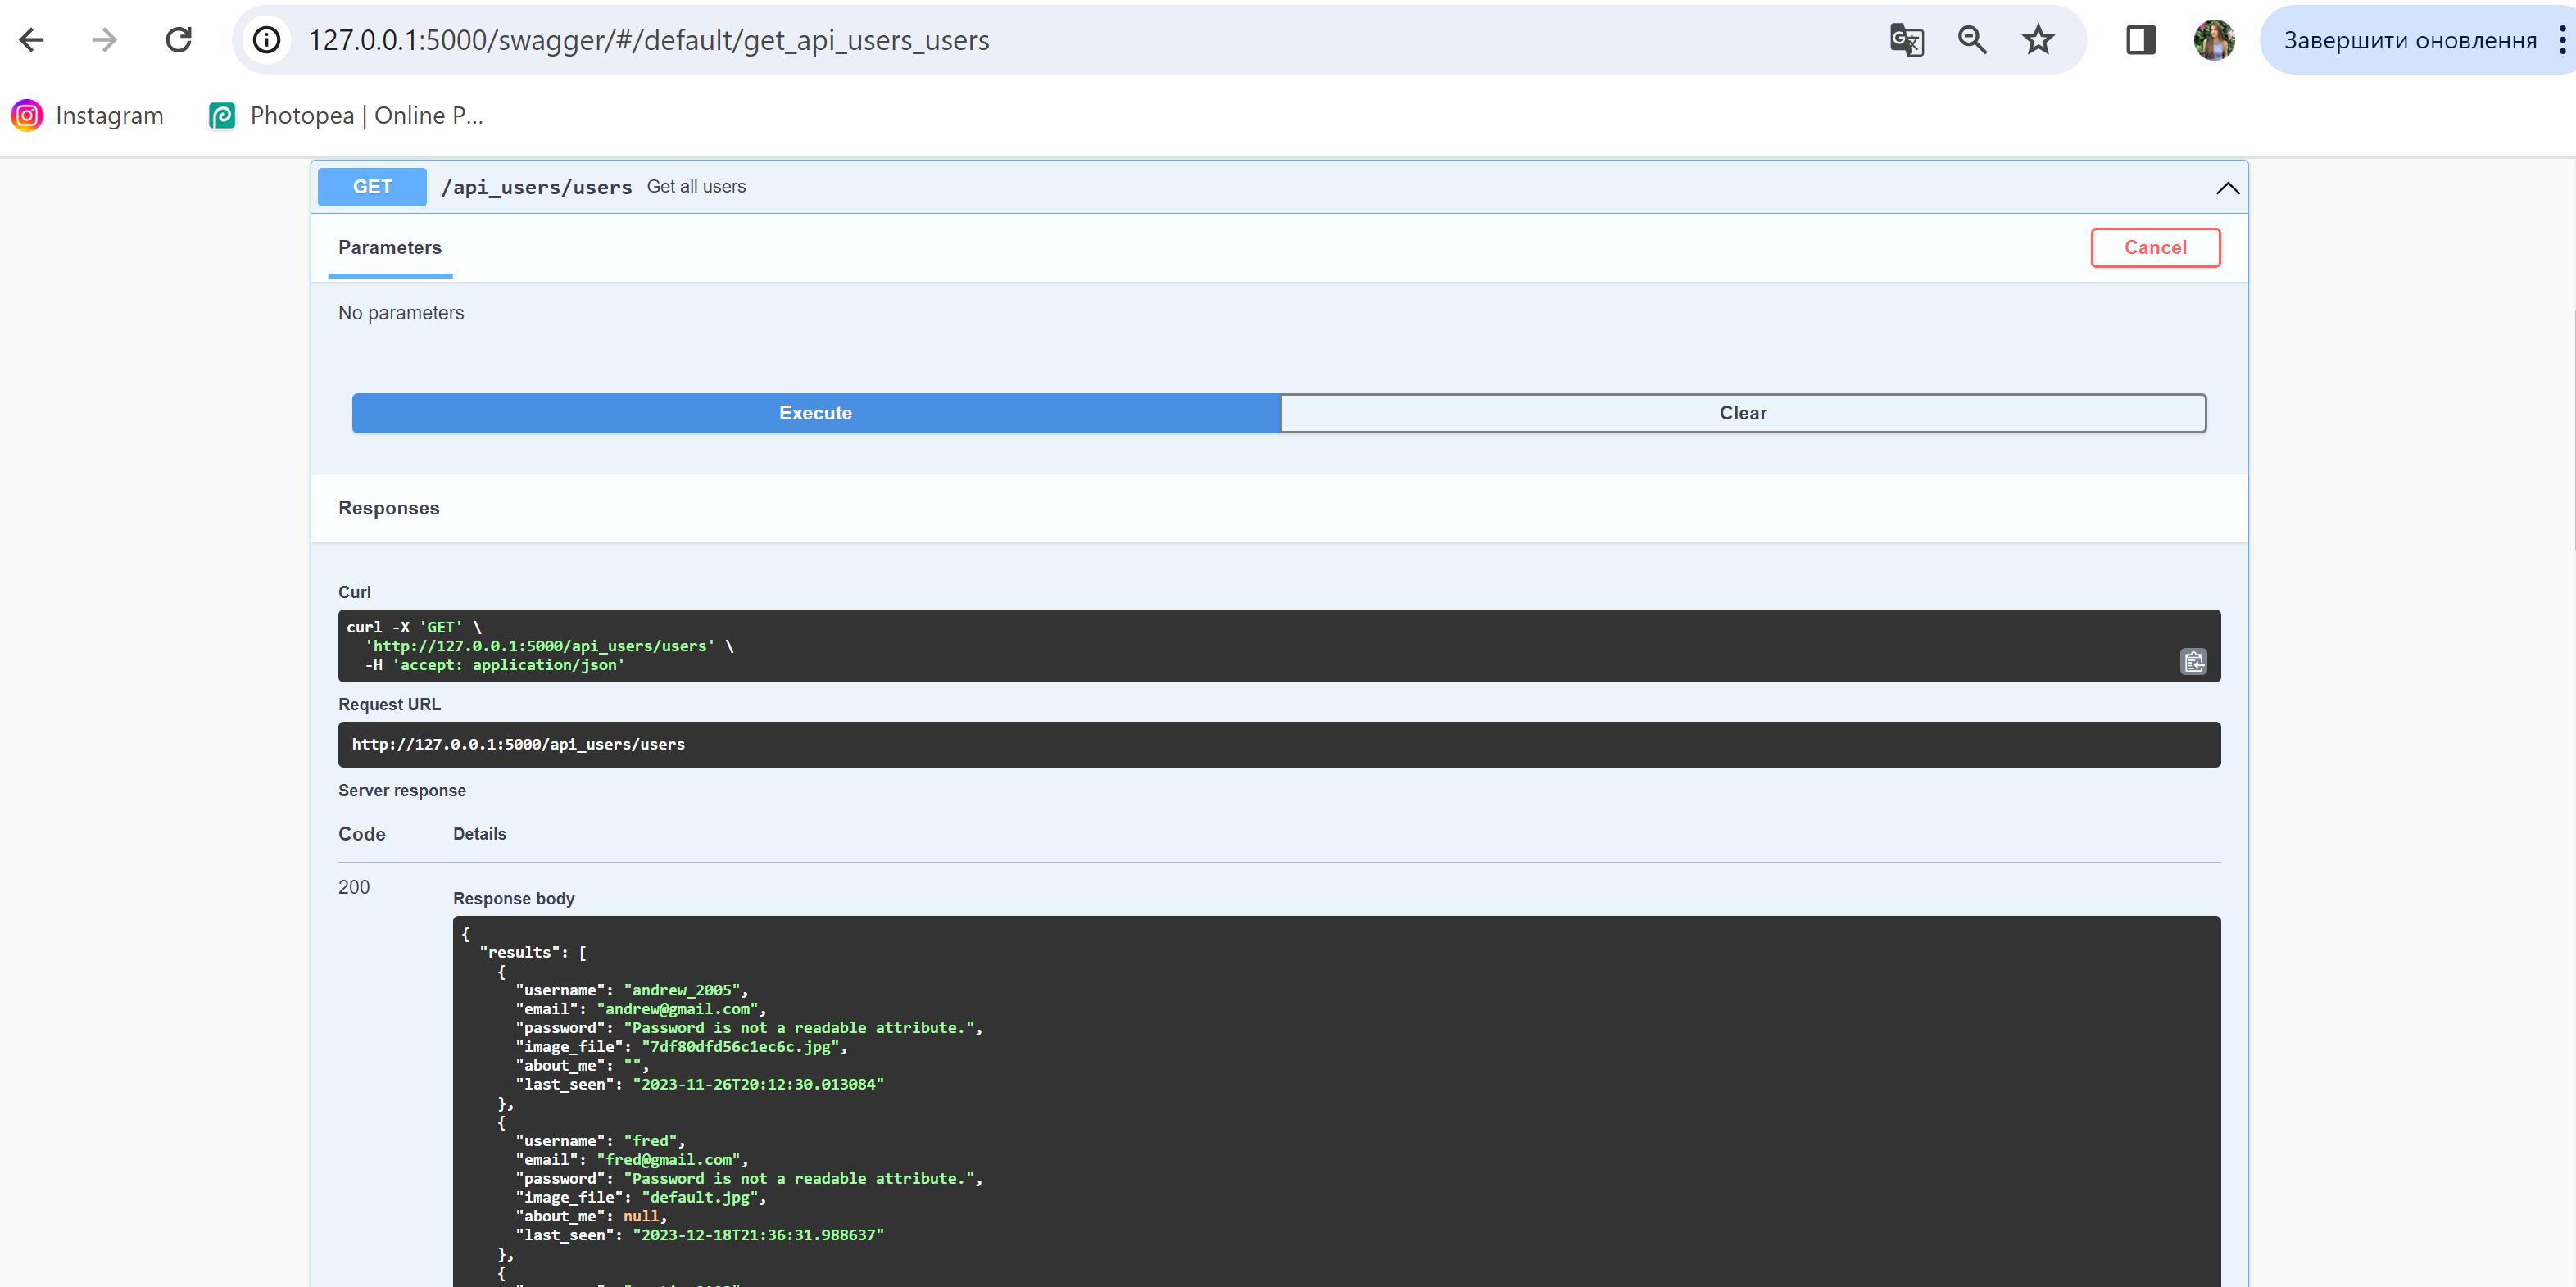 127.0.0.1:5000/swagger/#/default/get_api_users_users
Завершити оновлення
Instagram
Photopea | Online P...
GET /api_users/users Get all users
Parameters
Cancel
No parameters
Execute
Clear
Responses
Curl
curl -X 'GET' \
'http://127.0.0.1:5000/api_users/users' \
-H 'accept: application/json'
Request URL
http://127.0.0.1:5000/api_users/users
Server response
Code Details
200
Response body
{
"results": [
{
"username": "andrew_2005",
"email": "andrew@gmail.com",
"password": "Password is not a readable attribute.",
"image_file": "7df80dfd56c1ec6c.jpg",
"about_me": "",
"last_seen": "2023-11-26T20:12:30.013084"
},
{
"username": "fred",
"email": "fred@gmail.com",
"password": "Password is not a readable attribute.",
"image_file": "default.jpg",
"about_me": null,
"last_seen": "2023-12-18T21:36:31.988637"
},
{